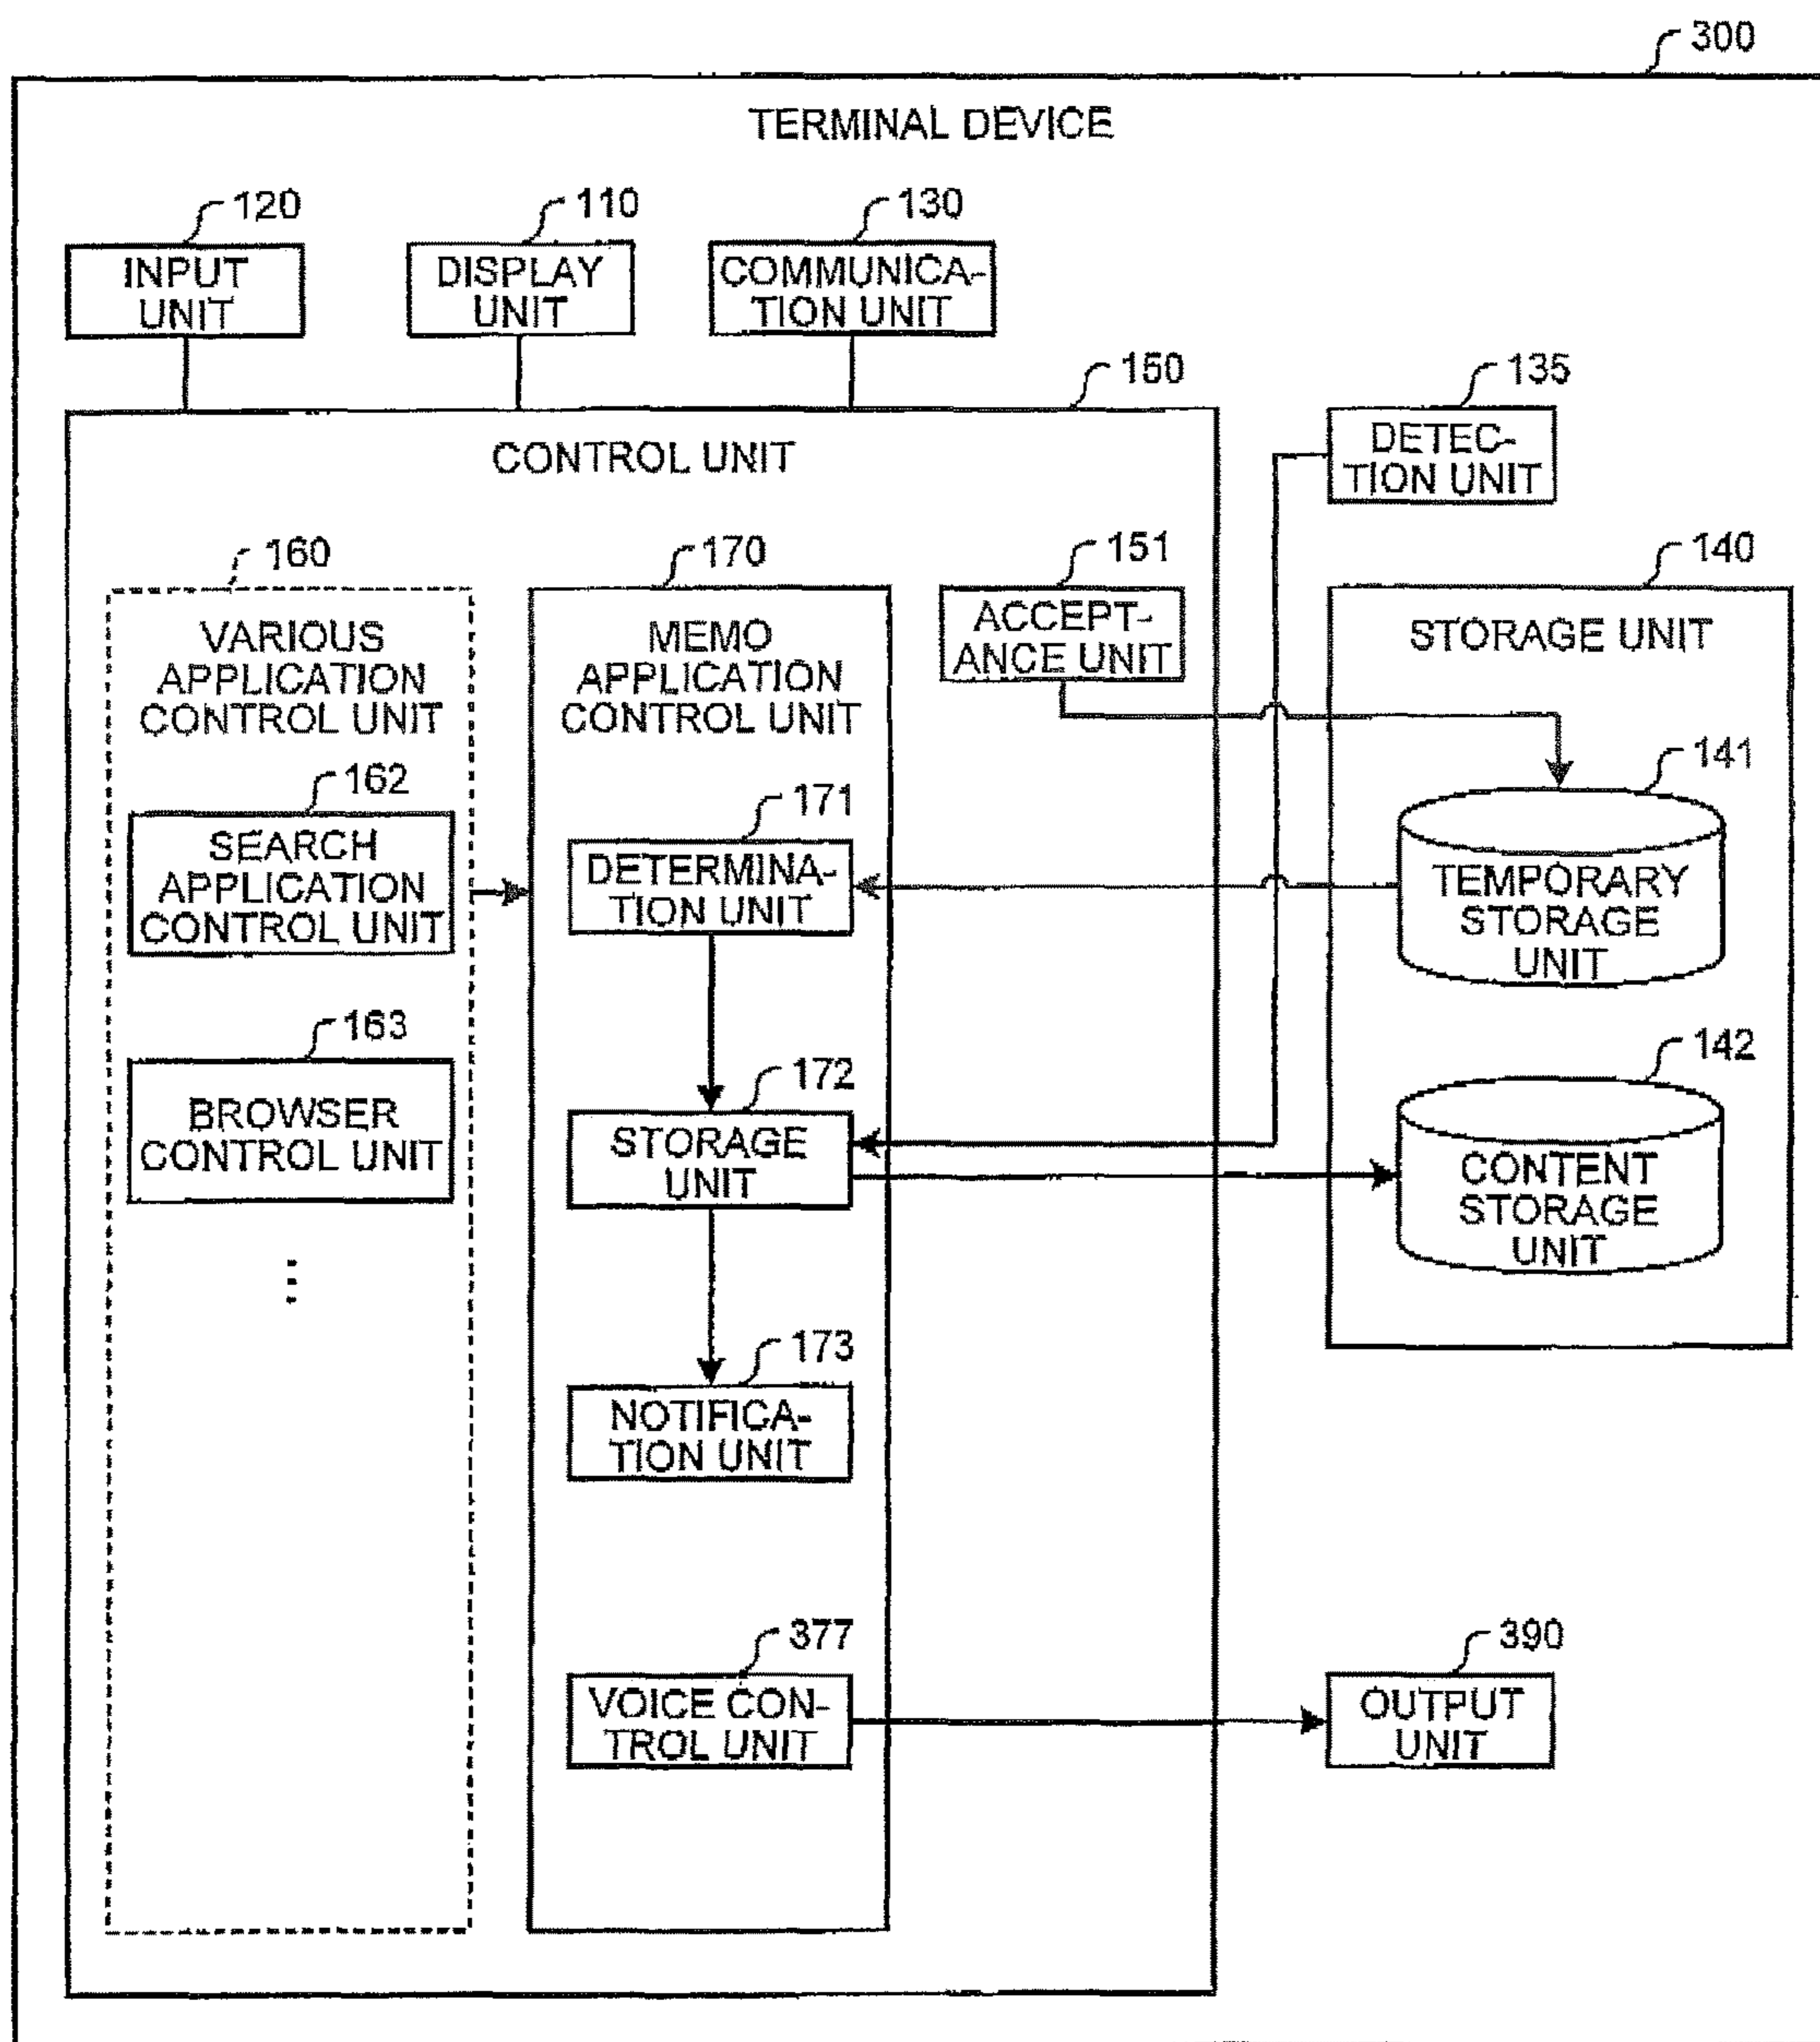 300
TERMINAL DEVICE
120
110
130
INPUT
UNIT
DISPLAY
UNIT
COMMUNICA-
TION UNIT
150
135
CONTROL UNIT
DETEC-
TION UNIT
160
170
151
140
VARIOUS
APPLICATION
CONTROL UNIT
MEMO
APPLICATION
CONTROL UNIT
ACCEPT-
ANCE UNIT
STORAGE UNIT
162
SEARCH
APPLICATION
CONTROL UNIT
171
DETERMINA-
TION UNIT
141
TEMPORARY
STORAGE
UNIT
163
BROWSER
CONTROL UNIT
⋮
172
STORAGE
UNIT
142
CONTENT
STORAGE
UNIT
173
NOTIFICA-
TION UNIT
377
VOICE CON-
TROL UNIT
390
OUTPUT
UNIT